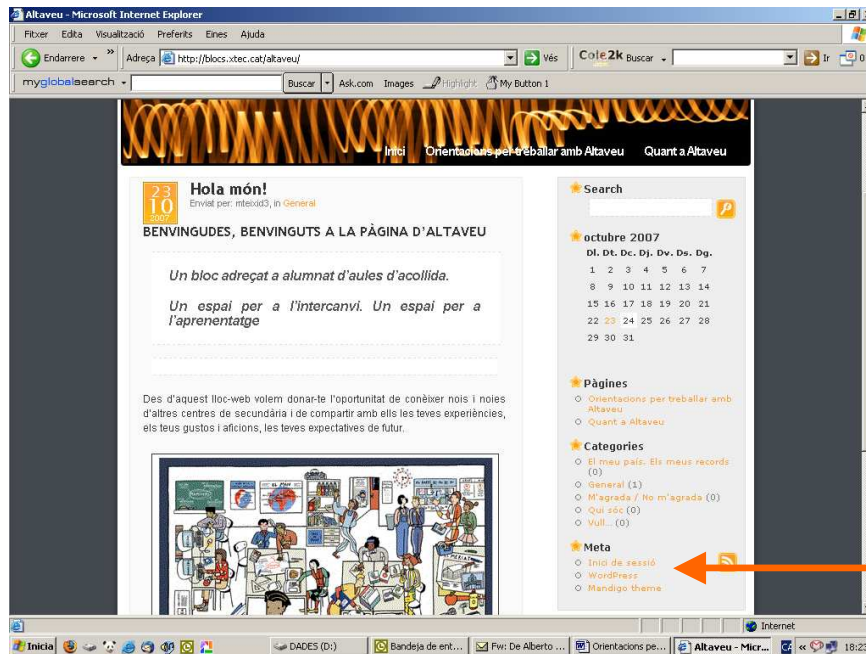 Altaveu - Microsoft Internet Explorer
Fitxer Edita Visualització Preferits Eines Ajuda
Endarrere » Adreça http://blocs.xtec.cat/altaveu/ Vés Cole2k Buscar Ir 0
myglobalsearch Buscar Ask.com Images Highlight My Button 1
Inici Orientacions per treballar amb Altaveu Quant a Altaveu
23
10
2007
Hola món!
Enviat per: mteixid3, in General
BENVINGUDES, BENVINGUTS A LA PÀGINA D'ALTAVEU
Un bloc adreçat a alumnat d'aules d'acollida.
Un espai per a l'intercanvi. Un espai per a
l'aprenentatge
Des d'aquest lloc-web volem donar-te l'oportunitat de conèixer nois i noies
d'altres centres de secundària i de compartir amb ells les teves experiències,
els teus gustos i aficions, les teves expectatives de futur.
Search
octubre 2007
Dl. Dt. Dc. Dj. Dv. Ds. Dg.
1 2 3 4 5 6 7
8 9 10 11 12 13 14
15 16 17 18 19 20 21
22 23 24 25 26 27 28
29 30 31
Pàgines
Orientacions per treballar amb
Altaveu
Quant a Altaveu
Categories
El meu país. Els meus records
(0)
General (1)
M'agrada / No m'agrada (0)
Qui sóc (0)
Vull... (0)
Meta
Inici de sessió
WordPress
Mandigo theme
Internet
Inicia DADES (D:) Bandeja de ent... Fw: De Alberto ... Orientacions pe... Altaveu - Micr... « 18:2